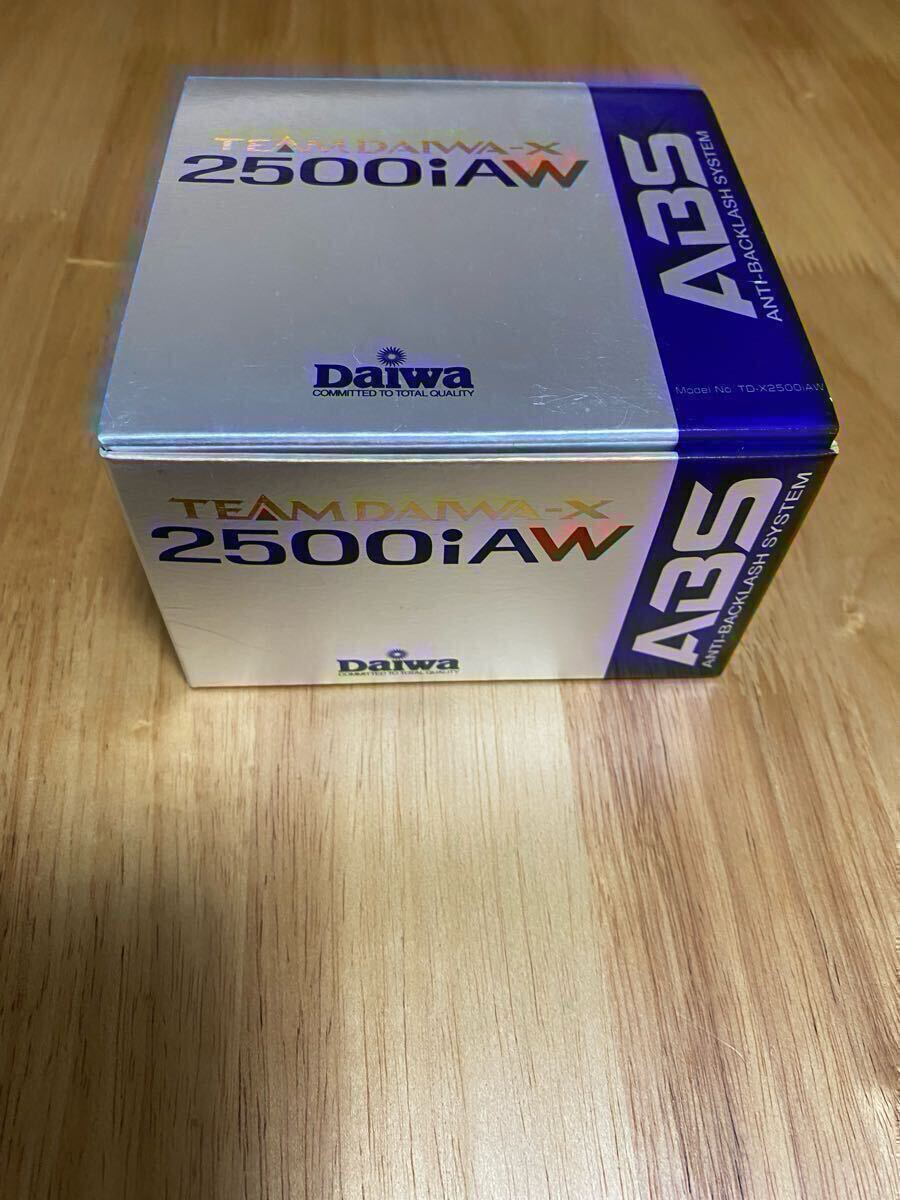 TEAM DAIWA-X
2500iAW
Daiwa
COMMITTED TO TOTAL QUALITY
ABS
ANTI-BACKLASH SYSTEM
Model No. TD-X2500iAW
TEAM DAIWA-X
2500iAW
Daiwa
COMMITTED TO TOTAL QUALITY
ABS
ANTI-BACKLASH SYSTEM